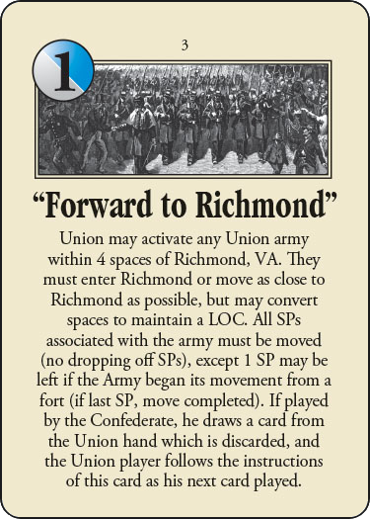 3
1
“Forward to Richmond”
Union may activate any Union army
within 4 spaces of Richmond, VA. They
must enter Richmond or move as close to
Richmond as possible, but may convert
spaces to maintain a LOC. All SPs
associated with the army must be moved
(no dropping off SPs), except 1 SP may be
left if the Army began its movement from a
fort (if last SP, move completed). If played
by the Confederate, he draws a card from
the Union hand which is discarded, and
the Union player follows the instructions
of this card as his next card played.